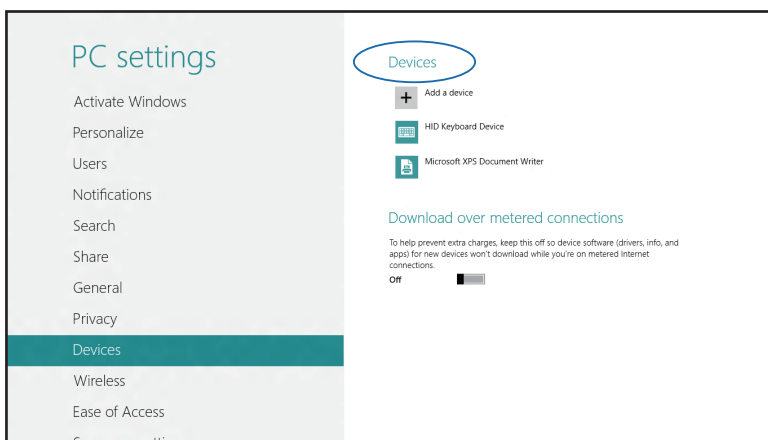 PC settings
Activate Windows
Personalize
Users
Notifications
Search
Share
General
Privacy
Devices
Wireless
Ease of Access
Devices
Add a device
HID Keyboard Device
Microsoft XPS Document Writer
Download over metered connections
To help prevent extra charges, keep this off so device software (drivers, info, and
apps) for new devices won't download while you're on metered Internet
connections.
Off